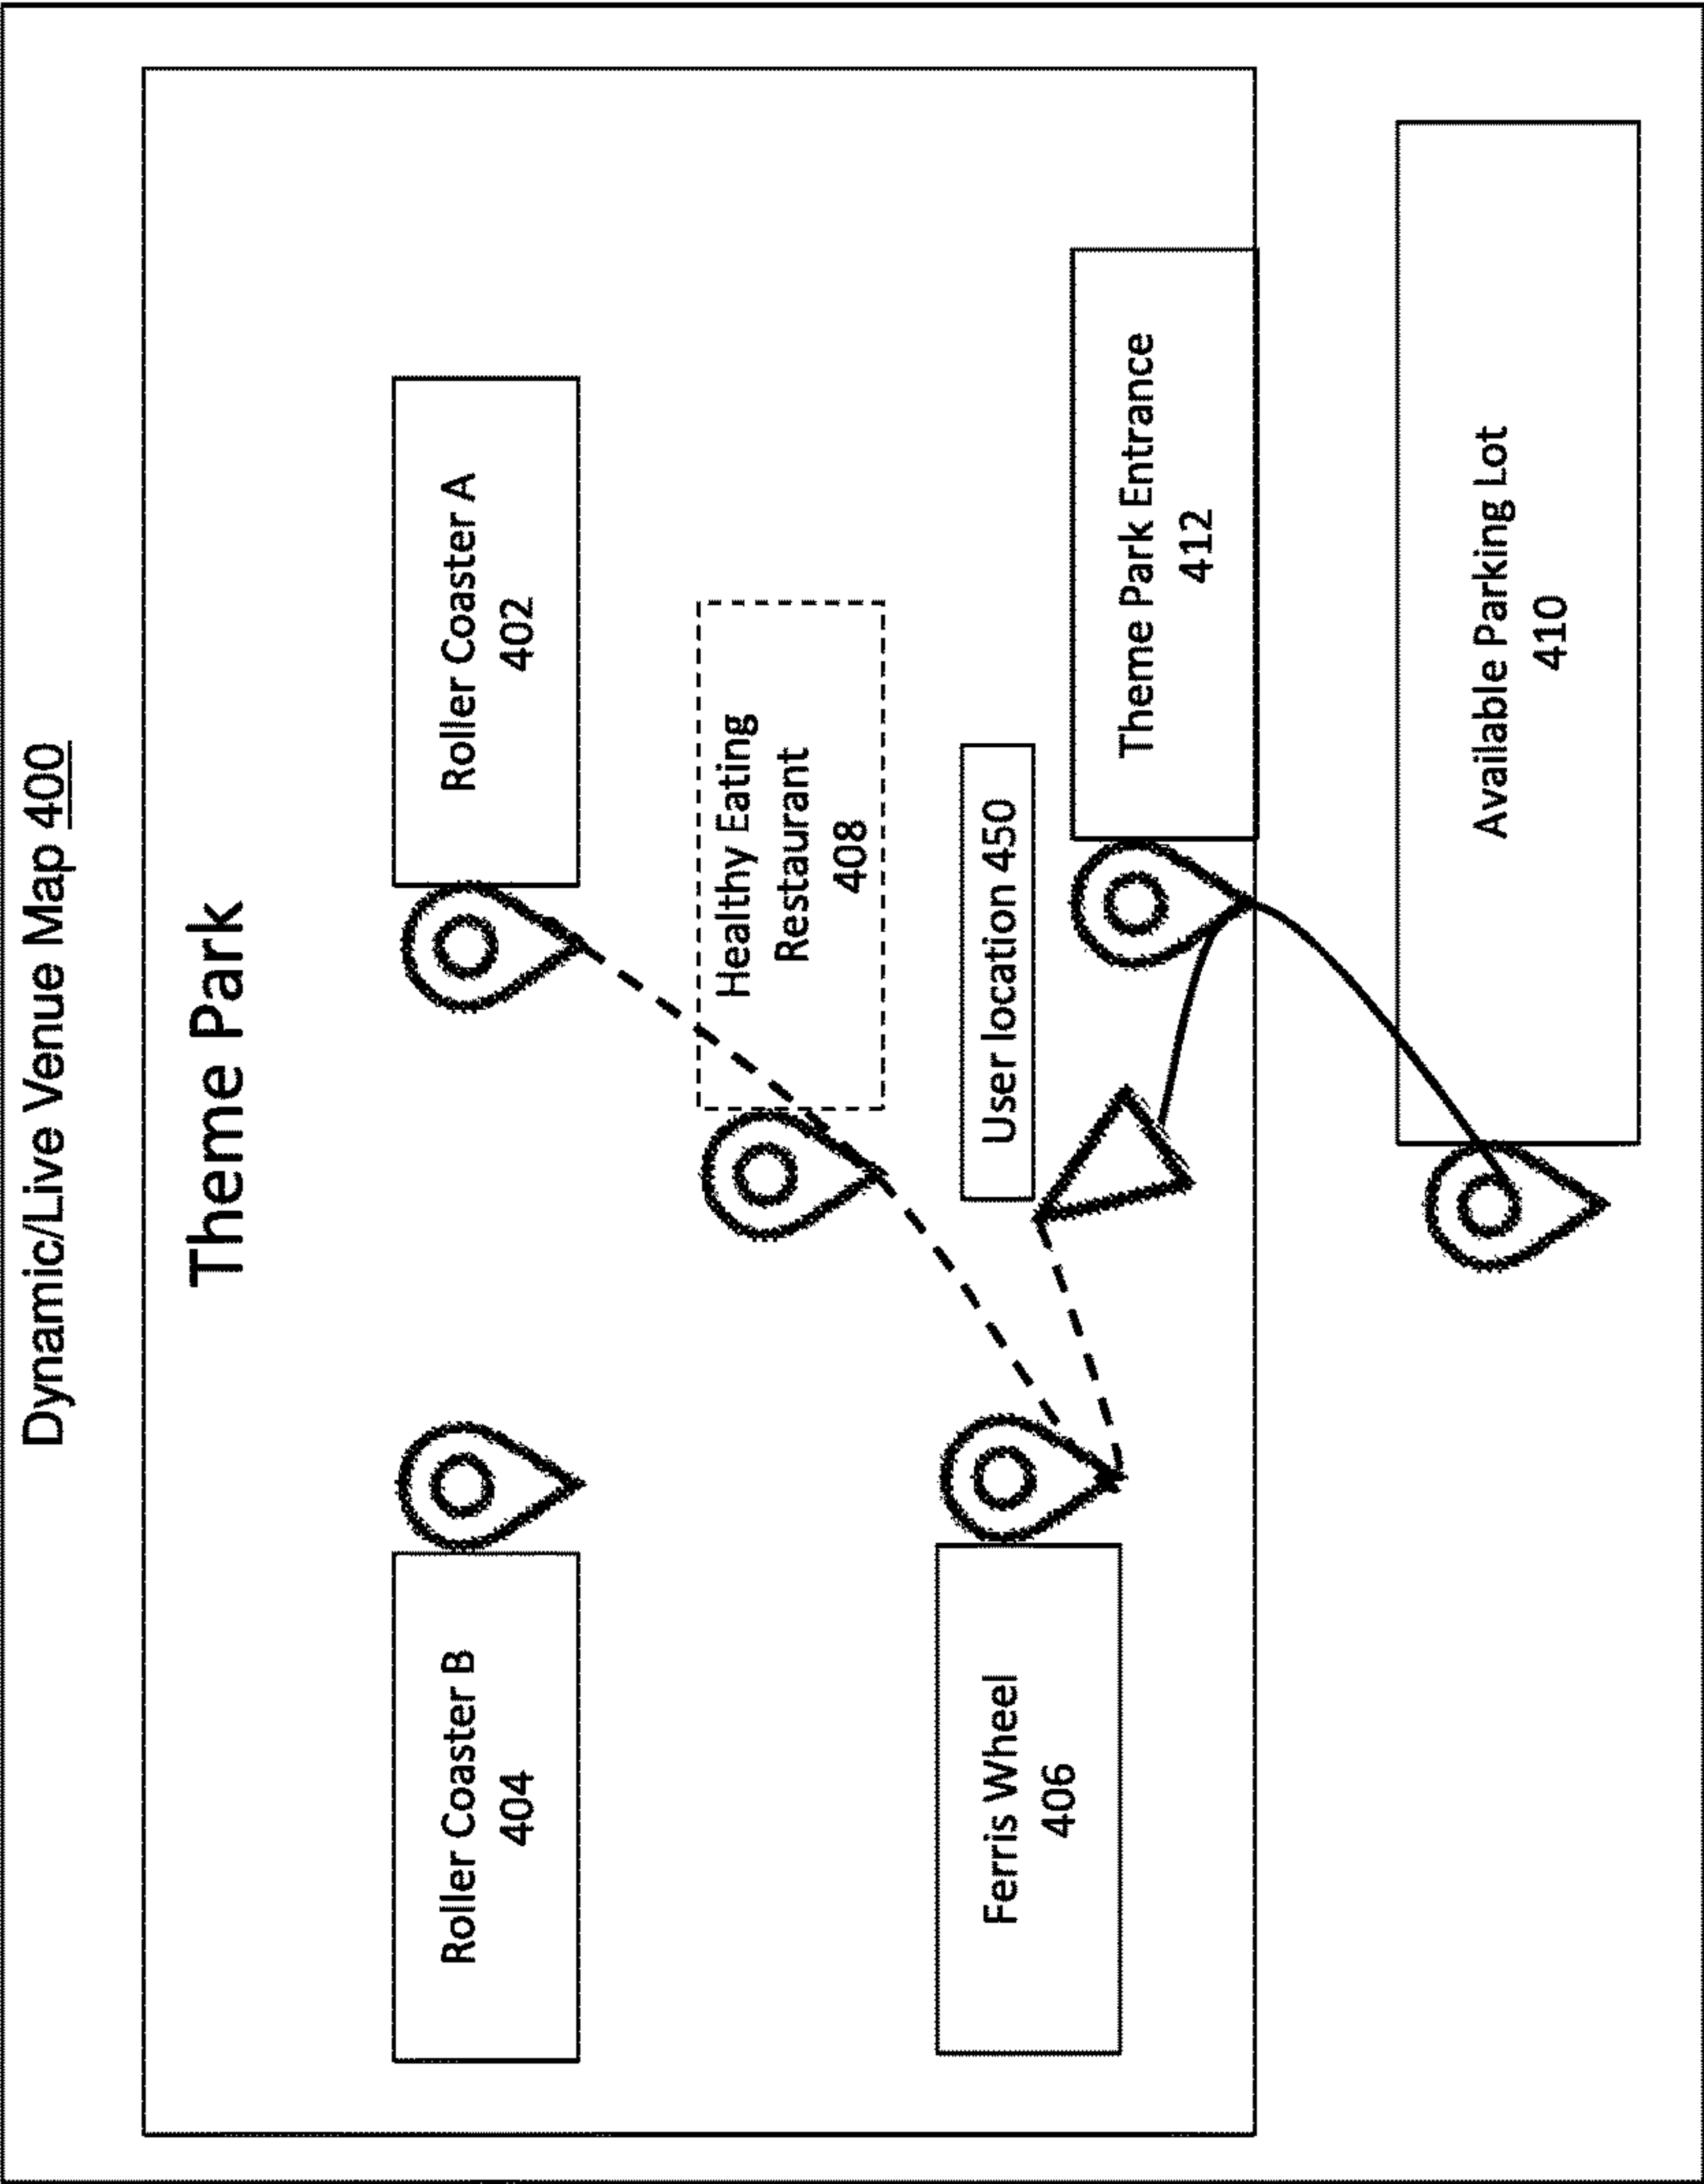 Dynamic/Live Venue Map 400
Theme Park
Roller Coaster B
404
Roller Coaster A
402
Healthy Eating
Restaurant
408
Ferris Wheel
406
User location 450
Theme Park Entrance
412
Available Parking Lot
410